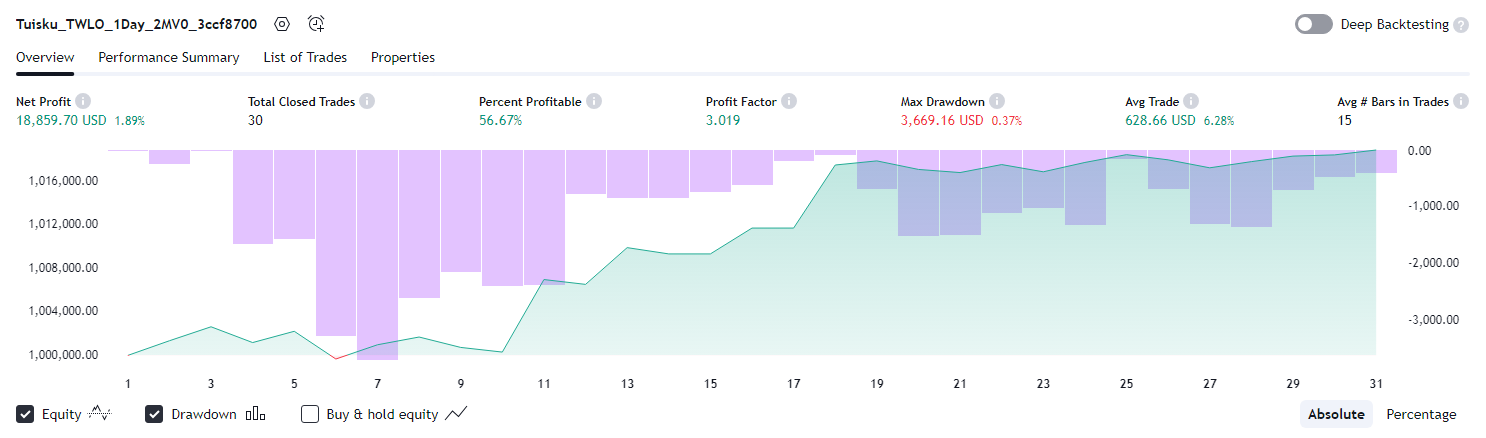 Tuisku_TWLO_1Day_2MV0_3ccf8700
Deep Backtesting
Overview Performance Summary List of Trades Properties
Net Profit Total Closed Trades Percent Profitable Profit Factor Max Drawdown Avg Trade Avg # Bars in Trades
18,859.70 USD 1.89% 30 56.67% 3.019 3,669.16 USD 0.37% 628.66 USD 6.28% 15
0.00
1,016,000.00
-1,000.00
1,012,000.00
-2,000.00
1,008,000.00
1,004,000.00
-3,000.00
1,000,000.00
1 3 5 7 9 11 13 15 17 19 21 23 25 27 29 31
Equity Drawdown Buy & hold equity Absolute Percentage